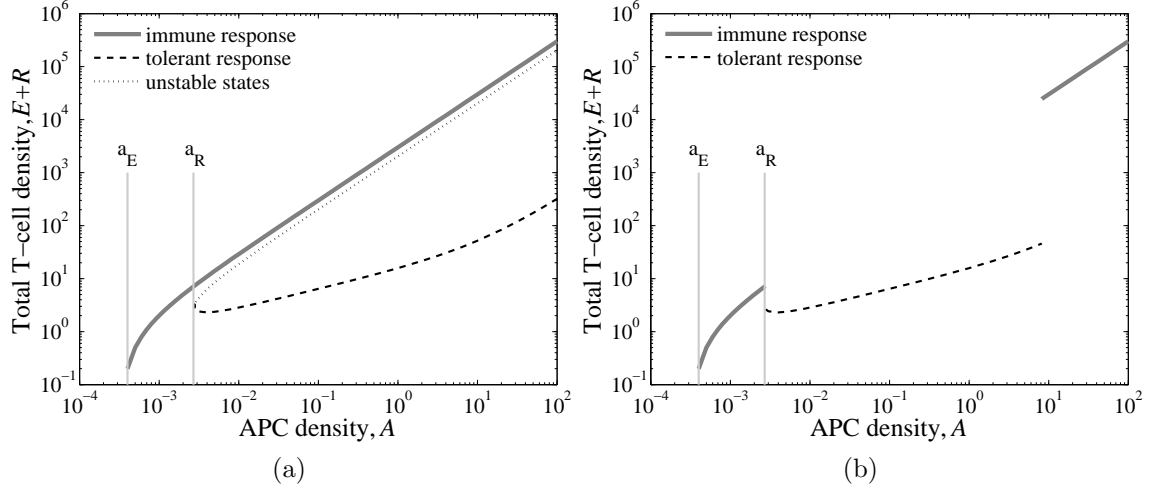 10^6
10^5
10^4
10^3
10^2
10^1
10^0
10^−1
Total T−cell density, E+R
immune response
tolerant response
unstable states
a_E
a_R
10^−4
10^−3
10^−2
10^−1
10^0
10^1
10^2
APC density, A
(a)
10^6
10^5
10^4
10^3
10^2
10^1
10^0
10^−1
Total T−cell density, E+R
immune response
tolerant response
a_E
a_R
10^−4
10^−3
10^−2
10^−1
10^0
10^1
10^2
APC density, A
(b)